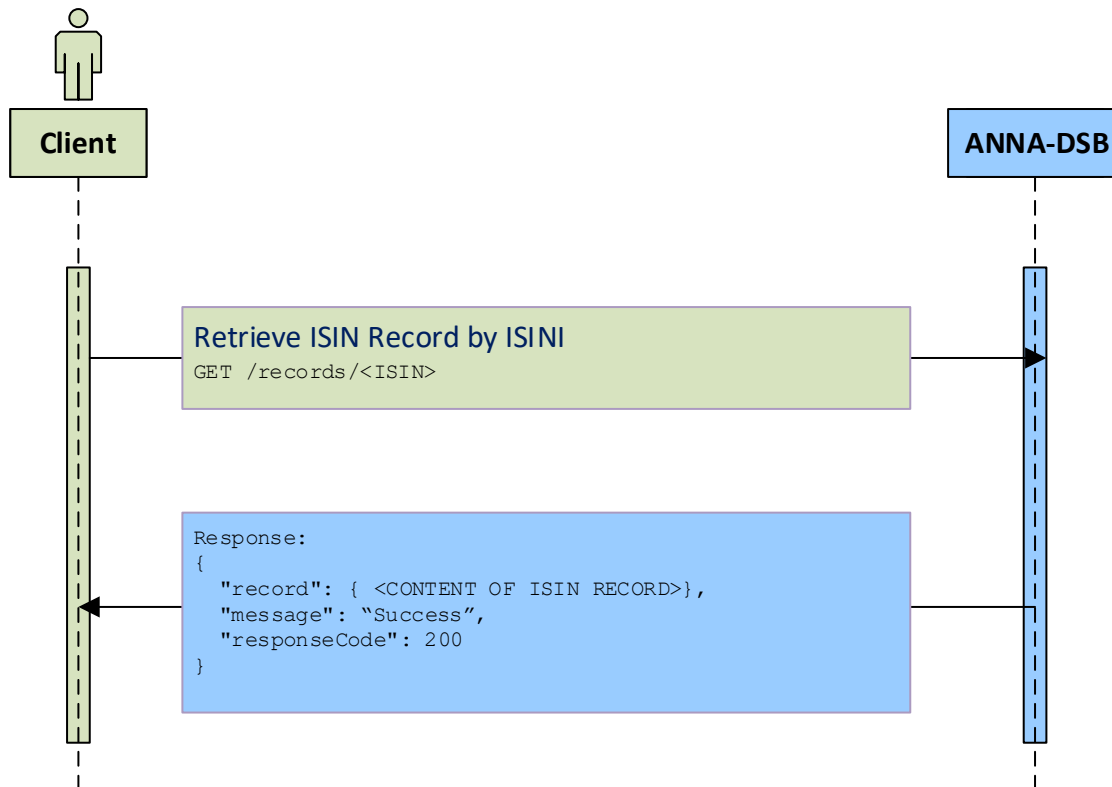 Client
ANNA-DSB
Retrieve ISIN Record by ISINI
GET /records/<ISIN>
Response:
{
  "record": { <CONTENT OF ISIN RECORD>},
  "message": “Success”,
  "responseCode": 200
}